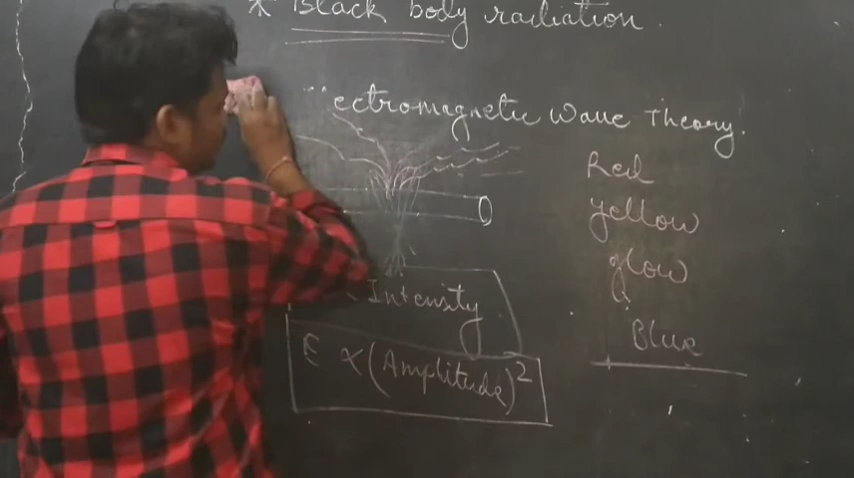 * Black body radiation.
ectromagnetic wave Theory.
Red
yellow
glow
Intensity
Blue
E ∝ (Amplitude)²